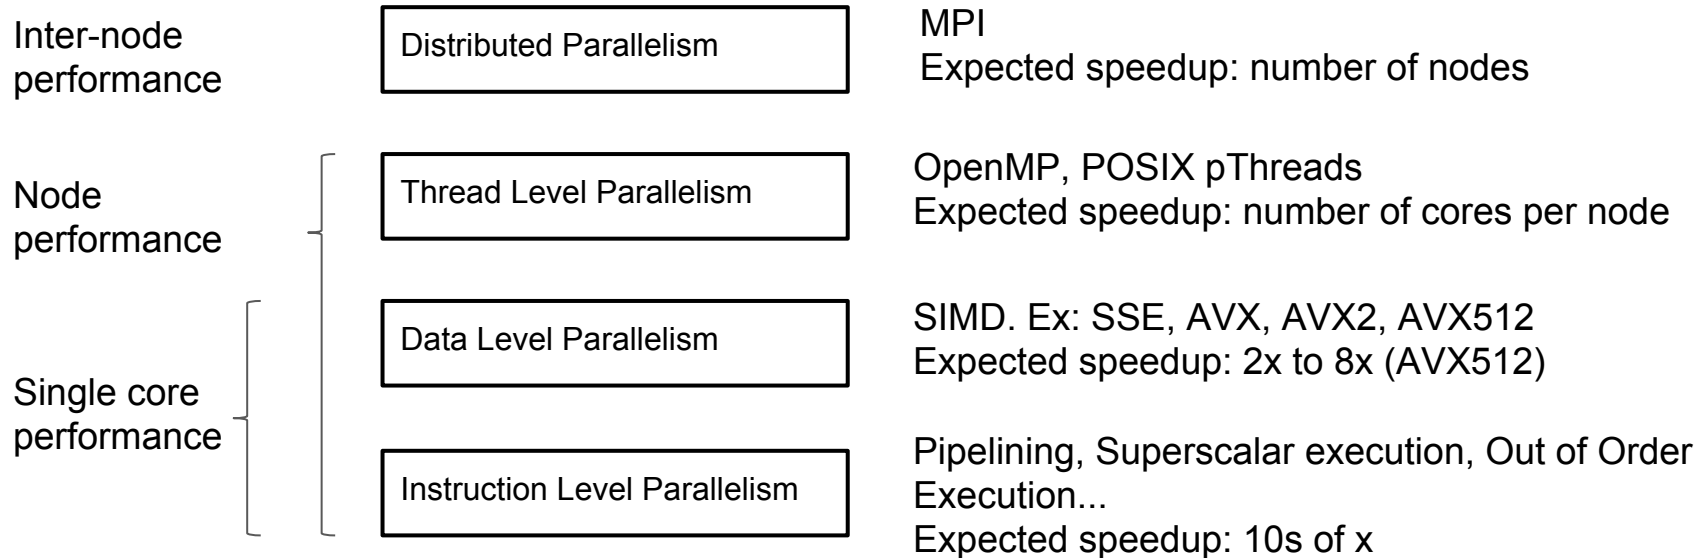 Inter-node
performance
Distributed Parallelism
MPI
Expected speedup: number of nodes
Node
performance
Thread Level Parallelism
OpenMP, POSIX pThreads
Expected speedup: number of cores per node
Data Level Parallelism
SIMD. Ex: SSE, AVX, AVX2, AVX512
Expected speedup: 2x to 8x (AVX512)
Single core
performance
Instruction Level Parallelism
Pipelining, Superscalar execution, Out of Order
Execution...
Expected speedup: 10s of x